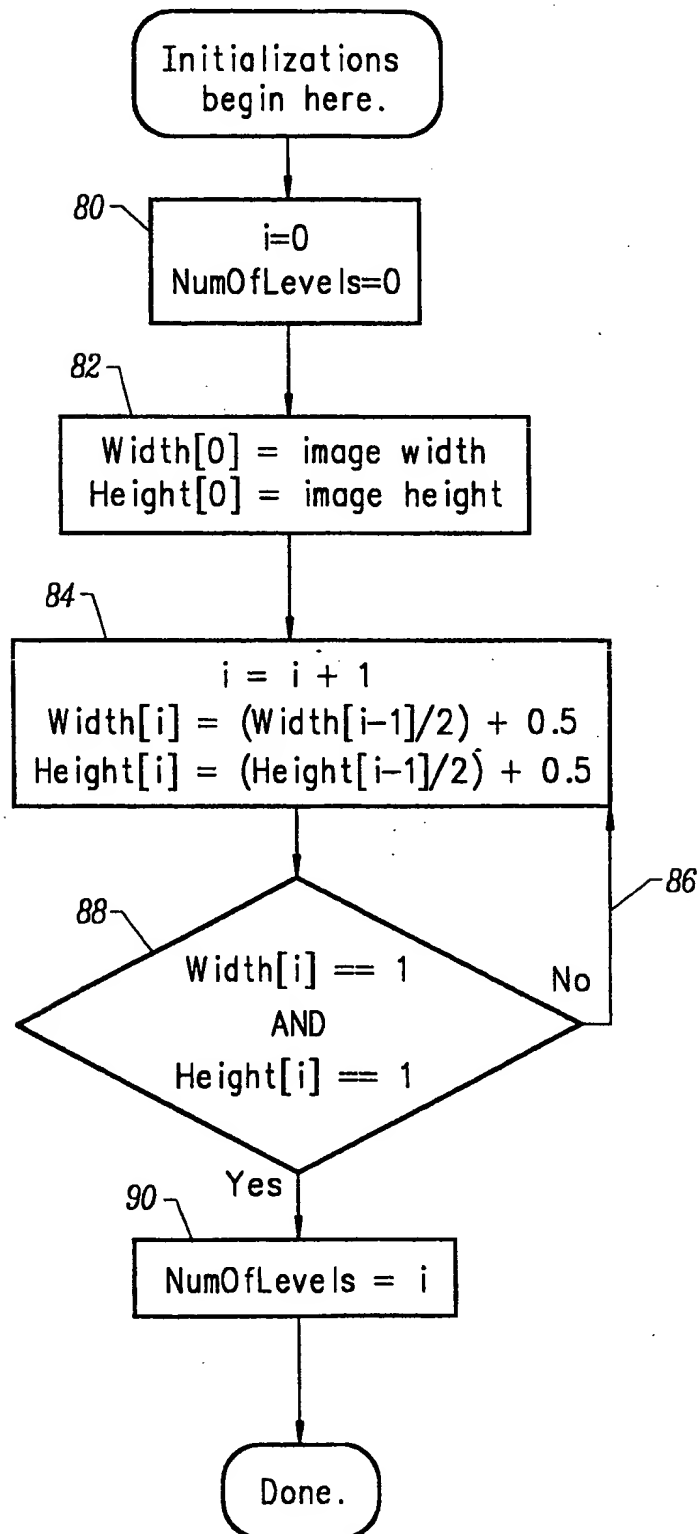 Initializations
begin here.
80
i=0
NumOfLevels=0
82
Width[0] = image width
Height[0] = image height
84
i = i + 1
Width[i] = (Width[i-1]/2) + 0.5
Height[i] = (Height[i-1]/2) + 0.5
86
88
Width[i] == 1
No
AND
Height[i] == 1
Yes
90
NumOfLevels = i
Done.